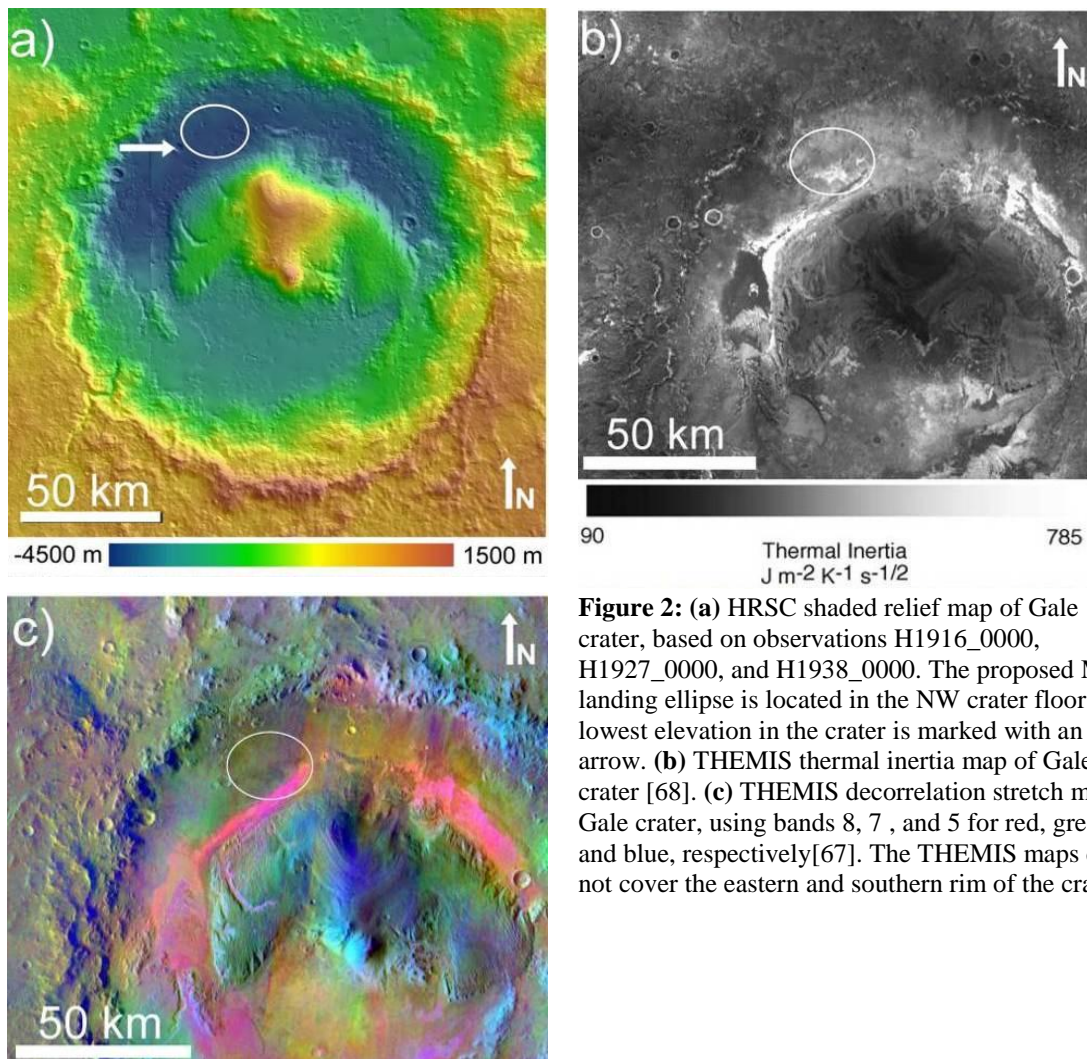 a)
N
50 km
-4500 m 1500 m
b)
N
50 km
90 785
Thermal Inertia
J m-2 K-1 s-1/2
Figure 2: (a) HRSC shaded relief map of Gale
crater, based on observations H1916_0000,
H1927_0000, and H1938_0000. The proposed
landing ellipse is located in the NW crater floor
lowest elevation in the crater is marked with an
arrow. (b) THEMIS thermal inertia map of Gale
crater [68]. (c) THEMIS decorrelation stretch
Gale crater, using bands 8, 7 , and 5 for red,
and blue, respectively[67]. The THEMIS maps
not cover the eastern and southern rim of the
c)
N
50 km